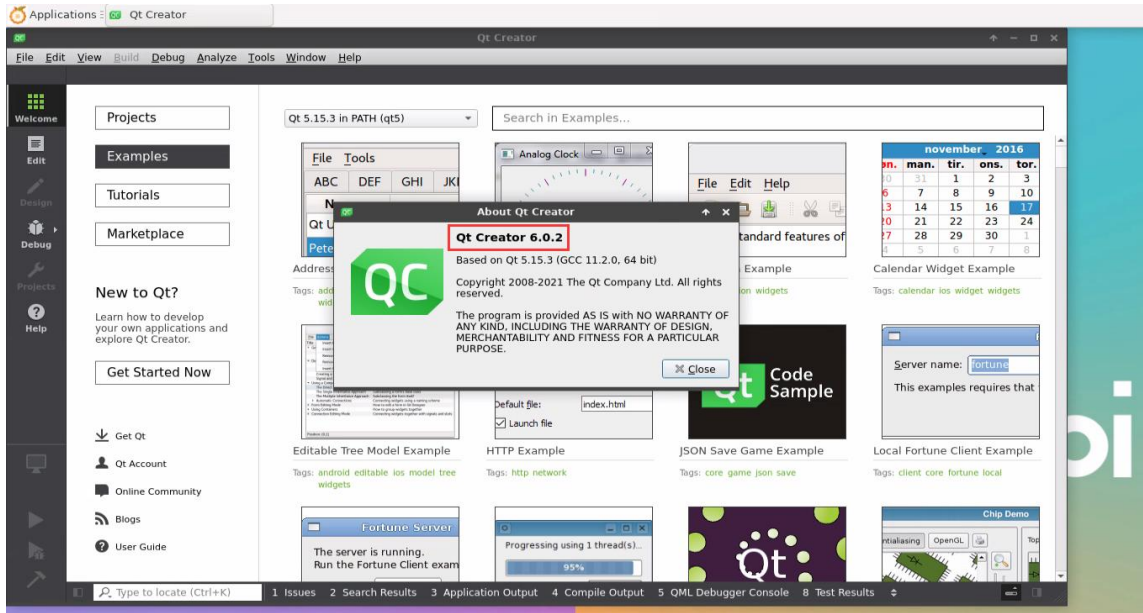 Applications
Qt Creator
Qt Creator
File Edit View Build Debug Analyze Tools Window Help
Welcome
Edit
Design
Debug
Projects
Help
Projects
Examples
Tutorials
Marketplace
New to Qt?
Learn how to develop
your own applications and
explore Qt Creator.
Get Started Now
Get Qt
Qt Account
Online Community
Blogs
User Guide
Qt 5.15.3 in PATH (qt5)
Search in Examples...
File Tools
ABC DEF GHI
Analog Clock
File Edit Help
november 2016
man. tir. ons. tor.
31 1 2 3
7 8 9 10
14 15 16 17
21 22 23 24
28 29 30 1
5 6 7 8
About Qt Creator
Qt Creator 6.0.2
Based on Qt 5.15.3 (GCC 11.2.0, 64 bit)
Copyright 2008-2021 The Qt Company Ltd. All rights
reserved.
The program is provided AS IS with NO WARRANTY OF
ANY KIND, INCLUDING THE WARRANTY OF DESIGN,
MERCHANTABILITY AND FITNESS FOR A PARTICULAR
PURPOSE.
Close
QC
tandard features of
Example
Calendar Widget Example
widgets
Tags: calendar ios widget widgets
Default file: index.html
Launch file
Qt Code
Sample
Server name: fortune
This examples requires that
Editable Tree Model Example
Tags: android editable ios model tree
widgets
HTTP Example
Tags: http network
JSON Save Game Example
Tags: core game json save
Local Fortune Client Example
Tags: client core fortune local
Fortune Server
The server is running.
Run the Fortune Client exam
Progressing using 1 thread(s)...
95%
Qt
Chip Demo
ntialiasing OpenGL
Top
pi
Type to locate (Ctrl+K)
1 Issues 2 Search Results 3 Application Output 4 Compile Output 5 QML Debugger Console 8 Test Results